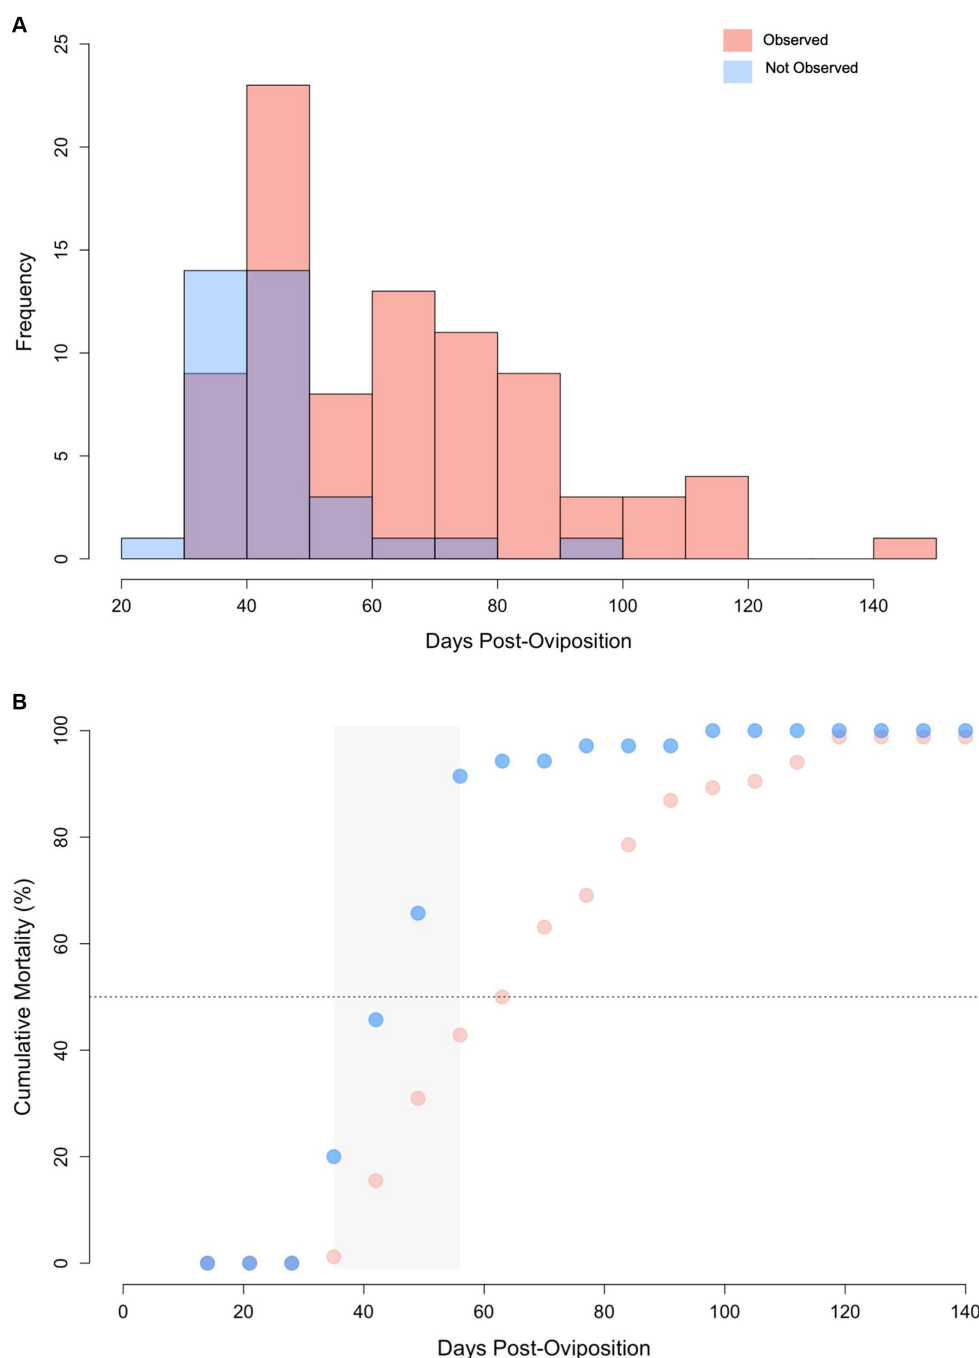 A
Observed
Not Observed
25
20
15
10
5
0
Frequency
20 40 60 80 100 120 140
Days Post-Oviposition
B
100
80
60
40
20
0
Cumulative Mortality (%)
0 20 40 60 80 100 120 140
Days Post-Oviposition